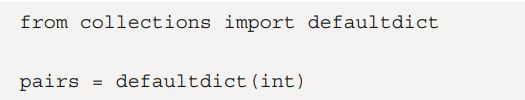 from collections import defaultdict
pairs = defaultdict(int)